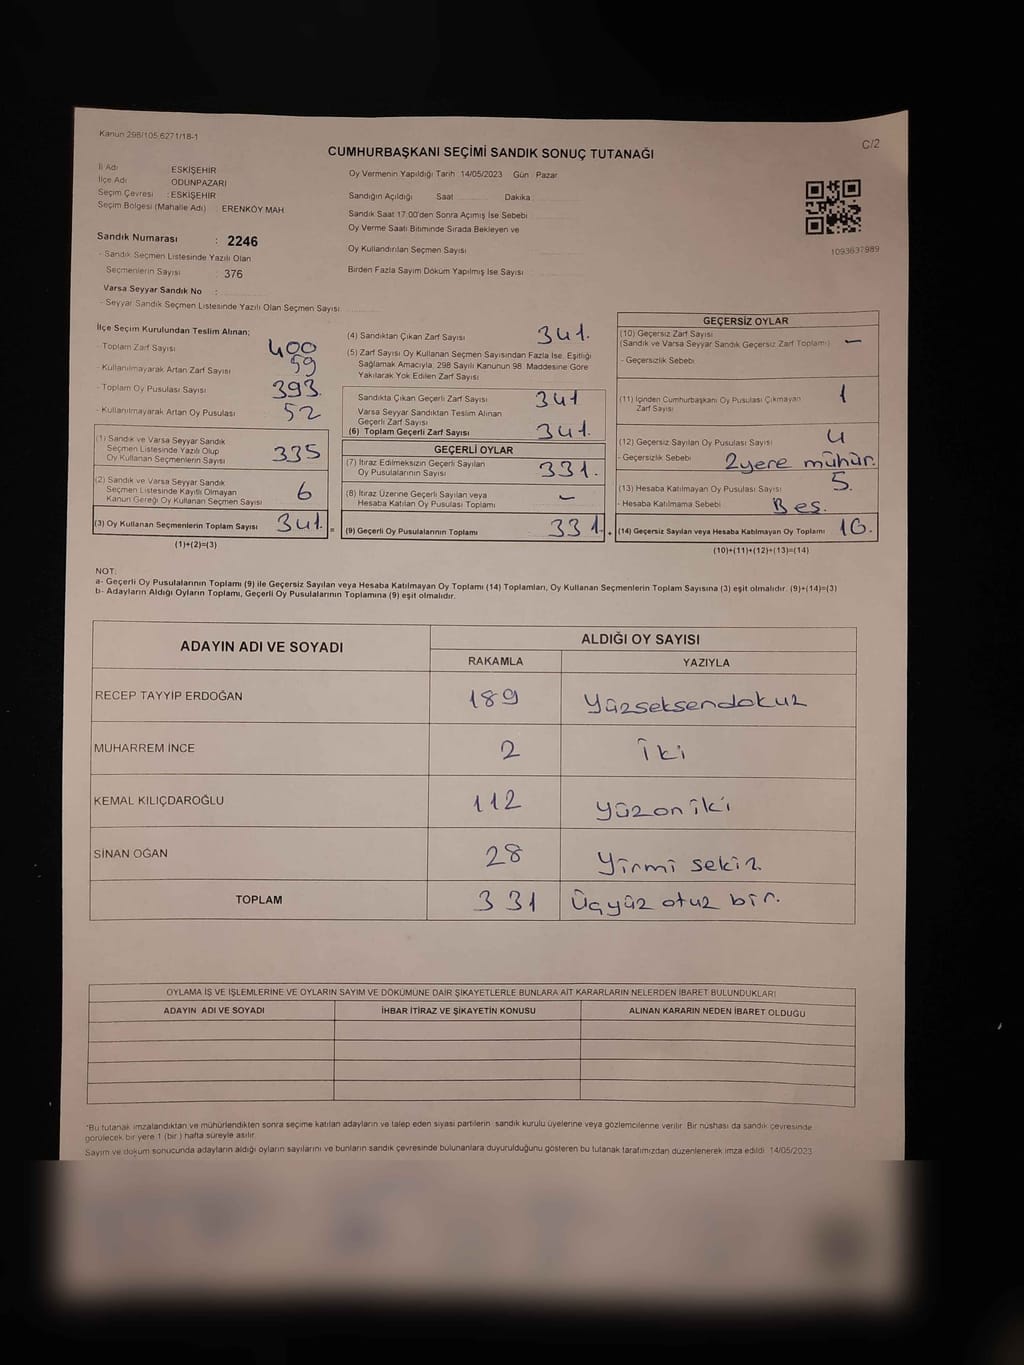 Kanun 298/105,6271/18-1
C/2
CUMHURBAŞKANI SEÇİMİ SANDIK SONUÇ TUTANAĞI
İl Adı : ESKİŞEHİR
İlçe Adı : ODUNPAZARI
Seçim Çevresi : ESKİŞEHİR
Seçim Bölgesi (Mahalle Adı) : ERENKÖY MAH
Sandık Numarası : 2246
- Sandık Seçmen Listesinde Yazılı Olan
Seçmenlerin Sayısı : 376
Varsa Seyyar Sandık No :
- Seyyar Sandık Seçmen Listesinde Yazılı Olan Seçmen Sayısı
Oy Vermenin Yapıldığı Tarih : 14/05/2023 Gün : Pazar
Sandığın Açıldığı Saat Dakika
Sandık Saat 17:00'den Sonra Açımış İse Sebebi
Oy Verme Saati Bitiminde Sırada Bekleyen ve
Oy Kullandırılan Seçmen Sayısı
Birden Fazla Sayım Döküm Yapılmış İse Sayısı
1093637989
İlçe Seçim Kurulundan Teslim Alınan;
- Toplam Zarf Sayısı 400
- Kullanılmayarak Artan Zarf Sayısı 59
- Toplam Oy Pusulası Sayısı 393
- Kullanılmayarak Artan Oy Pusulası 52
(1) Sandık ve Varsa Seyyar Sandık
Seçmen Listesinde Yazılı Olup
Oy Kullanan Seçmenlerin Sayısı 335
(2) Sandık ve Varsa Seyyar Sandık
Seçmen Listesinde Kayıtlı Olmayan
Kanun Gereği Oy Kullanan Seçmen Sayısı 6
(3) Oy Kullanan Seçmenlerin Toplam Sayısı 341. =
(1)+(2)=(3)
(4) Sandıktan Çıkan Zarf Sayısı 341.
(5) Zarf Sayısı Oy Kullanan Seçmen Sayısından Fazla İse, Eşitliği
Sağlamak Amacıyla, 298 Sayılı Kanunun 98. Maddesine Göre
Yakılarak Yok Edilen Zarf Sayısı
Sandıkta Çıkan Geçerli Zarf Sayısı 341
Varsa Seyyar Sandıktan Teslim Alınan
Geçerli Zarf Sayısı
(6) Toplam Geçerli Zarf Sayısı 341.
GEÇERLİ OYLAR
(7) İtiraz Edilmeksizin Geçerli Sayılan
Oy Pusulalarının Sayısı 331.
(8) İtiraz Üzerine Geçerli Sayılan veya
Hesaba Katılan Oy Pusulası Toplamı –
(9) Geçerli Oy Pusulalarının Toplamı 331. +
GEÇERSİZ OYLAR
(10) Geçersiz Zarf Sayısı
(Sandık ve Varsa Seyyar Sandık Geçersiz Zarf Toplamı) –
- Geçersizlik Sebebi
(11) İçinden Cumhurbaşkanı Oy Pusulası Çıkmayan
Zarf Sayısı 1
(12) Geçersiz Sayılan Oy Pusulası Sayısı 4
- Geçersizlik Sebebi 2yere mühür.
(13) Hesaba Katılmayan Oy Pusulası Sayısı 5.
- Hesaba Katılmama Sebebi Beş.
(14) Geçersiz Sayılan veya Hesaba Katılmayan Oy Toplamı 10.
(10)+(11)+(12)+(13)=(14)
NOT:
a- Geçerli Oy Pusulalarının Toplamı (9) ile Geçersiz Sayılan veya Hesaba Katılmayan Oy Toplamı (14) Toplamları, Oy Kullanan Seçmenlerin Toplam Sayısına (3) eşit olmalıdır. (9)+(14)=(3)
b- Adayların Aldığı Oyların Toplamı, Geçerli Oy Pusulalarının Toplamına (9) eşit olmalıdır.
ADAYIN ADI VE SOYADI ALDIĞI OY SAYISI
RAKAMLA YAZIYLA
RECEP TAYYIP ERDOĞAN 189 Yüzseksendokuz
MUHARREM İNCE 2 İki
KEMAL KILIÇDAROĞLU 112 Yüzoniki
SİNAN OĞAN 28 Yirmi sekiz
TOPLAM 331 Üçyüz otuz bir.
OYLAMA İŞ VE İŞLEMLERİNE VE OYLARIN SAYIM VE DÖKÜMÜNE DAİR ŞİKAYETLERLE BUNLARA AİT KARARLARIN NELERDEN İBARET BULUNDUKLARI
ADAYIN ADI VE SOYADI İHBAR İTİRAZ VE ŞİKAYETİN KONUSU ALINAN KARARIN NEDEN İBARET OLDUĞU
*Bu tutanak imzalandıktan ve mühürlendikten sonra seçime katılan adayların ve talep eden siyasi partilerin sandık kurulu üyelerine veya gözlemcilerine verilir. Bir nüshası da sandık çevresinde
görülecek bir yere 1 (bir) hafta süreyle asılır.
Sayım ve döküm sonucunda adayların aldığı oyların sayılarını ve bunların sandık çevresinde bulunanlara duyurulduğunu gösteren bu tutanak tarafımızdan düzenlenerek imza edildi. 14/05/2023